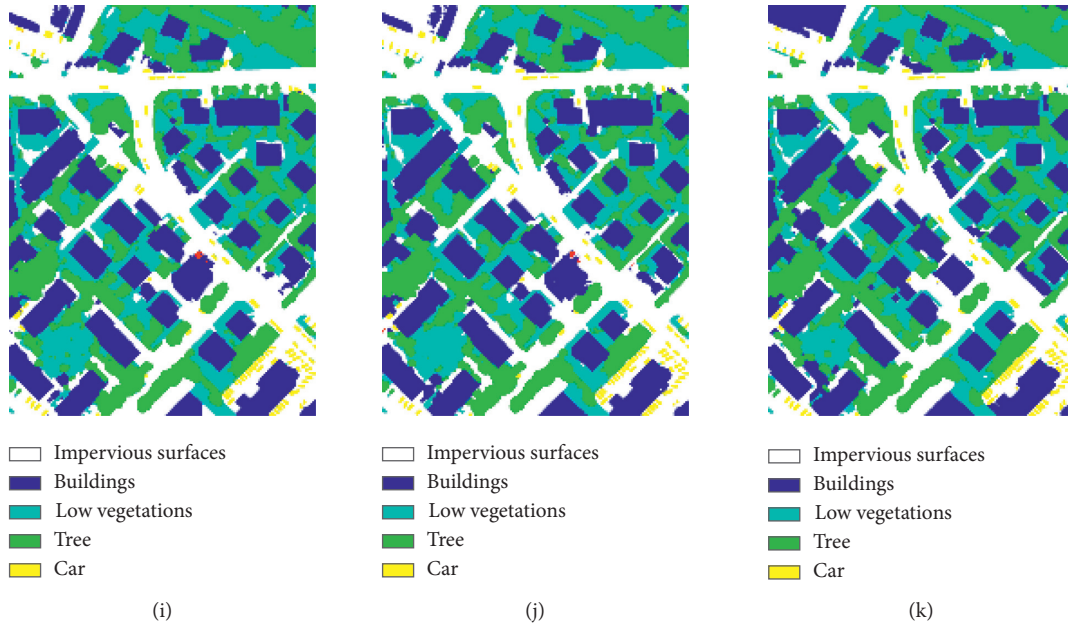 Impervious surfaces
Buildings
Low vegetations
Tree
Car
(i)
Impervious surfaces
Buildings
Low vegetations
Tree
Car
(j)
Impervious surfaces
Buildings
Low vegetations
Tree
Car
(k)